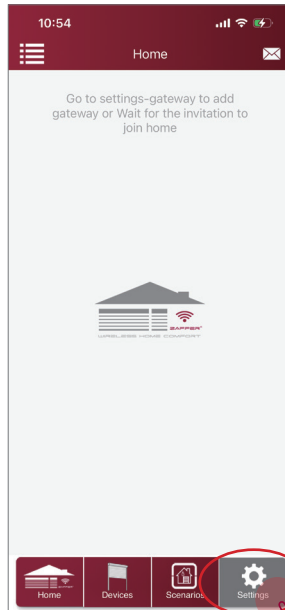 10:54
Home
Go to settings-gateway to add
gateway or Wait for the invitation to
join home
ZAPPER
WIRELESS HOME COMFORT
Home
Devices
Scenarios
Settings